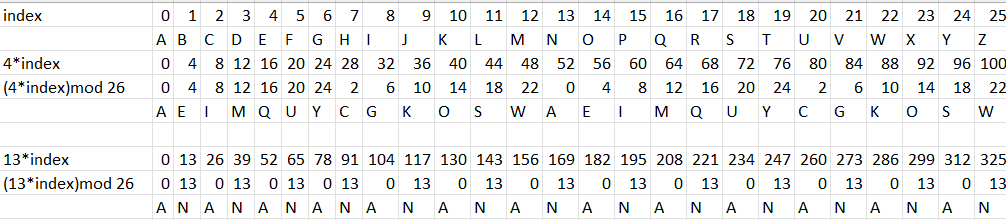 index 0 1 2 3 4 5 6 7 8 9 10 11 12 13 14 15 16 17 18 19 20 21 22 23 24 25
A B C D E F G H I J K L M N O P Q R S T U V W X Y Z
4*index 0 4 8 12 16 20 24 28 32 36 40 44 48 52 56 60 64 68 72 76 80 84 88 92 96 100
(4*index)mod 26 0 4 8 12 16 20 24 2 6 10 14 18 22 0 4 8 12 16 20 24 2 6 10 14 18 22
A E I M Q U Y C G K O S W A E I M Q U Y C G K O S W
13*index 0 13 26 39 52 65 78 91 104 117 130 143 156 169 182 195 208 221 234 247 260 273 286 299 312 325
(13*index)mod 26 0 13 0 13 0 13 0 13 0 13 0 13 0 13 0 13 0 13 0 13 0 13 0 13 0 13
A N A N A N A N A N A N A N A N A N A N A N A N A N